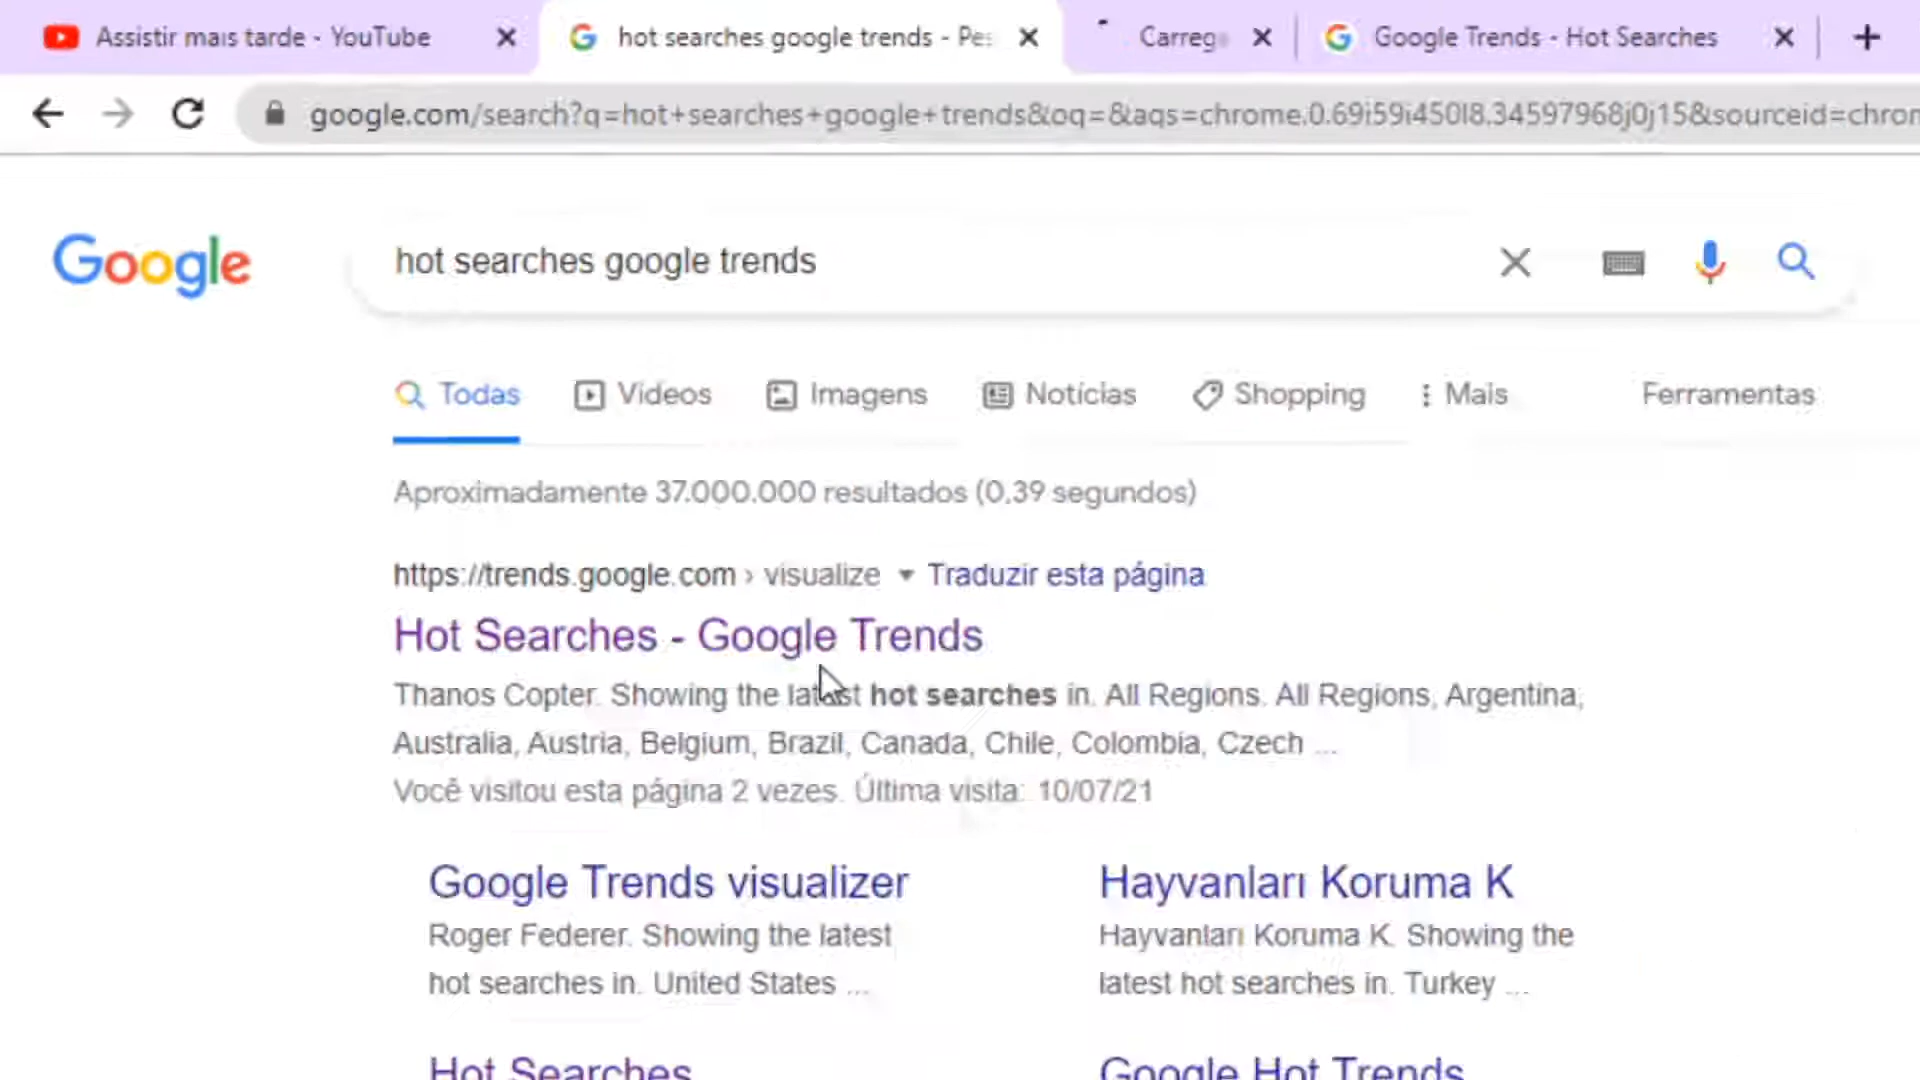 Assistir mais tarde - YouTube
hot searches google trends - Pes
Carreg
Google Trends - Hot Searches
google.com/search?q=hot+searches+google+trends&oq=&aqs=chrome.0.69i59i450l8.34597968j0j15&sourceid=chron
Google
hot searches google trends
Todas
Vídeos
Imagens
Notícias
Shopping
Mais
Ferramentas
Aproximadamente 37.000.000 resultados (0,39 segundos)
https://trends.google.com › visualize
Traduzir esta página
Hot Searches - Google Trends
Thanos Copter. Showing the latest hot searches in. All Regions. All Regions, Argentina,
Australia, Austria, Belgium, Brazil, Canada, Chile, Colombia, Czech ...
Você visitou esta página 2 vezes. Última visita: 10/07/21
Google Trends visualizer
Roger Federer. Showing the latest
hot searches in. United States ...
Hayvanları Koruma K
Hayvanları Koruma K. Showing the
latest hot searches in. Turkey ...
Hot Searches
Google Hot Trends